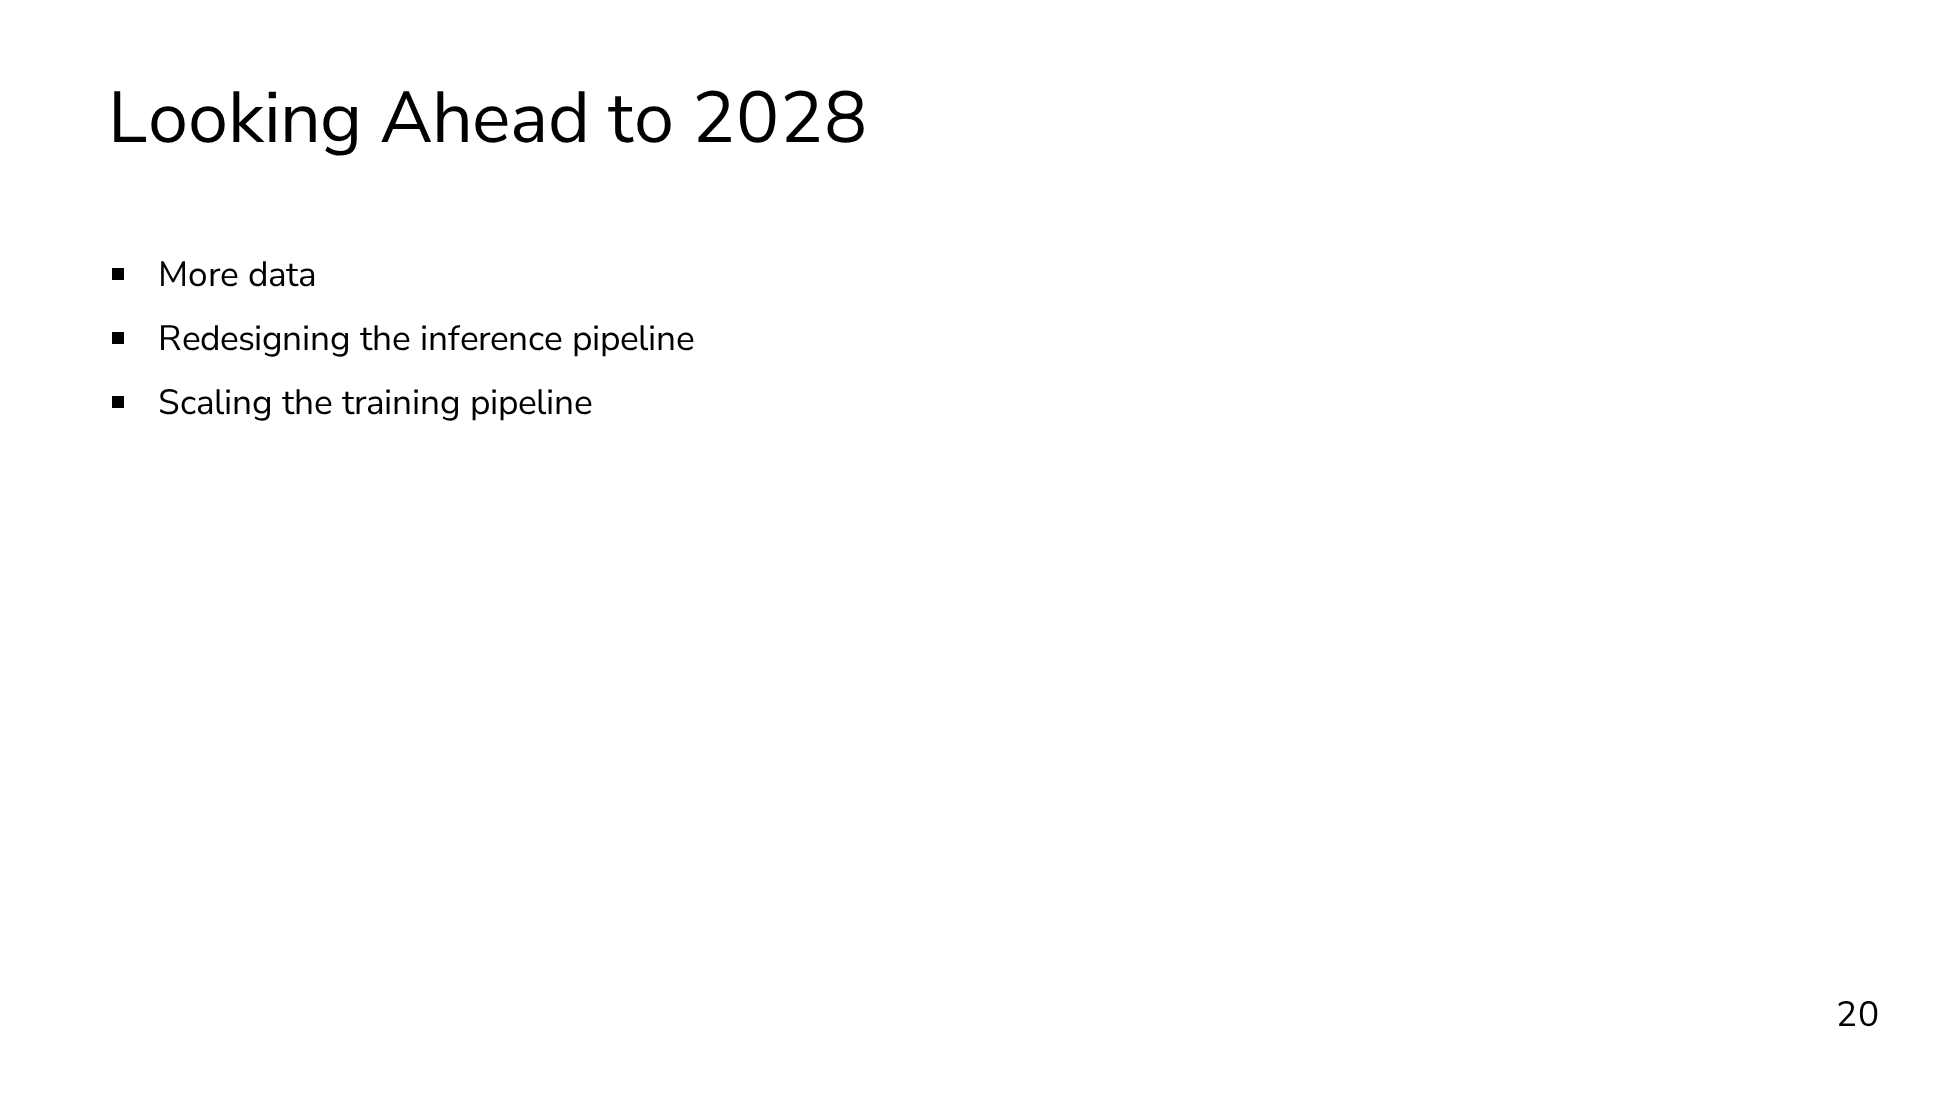 Looking Ahead to 2028
▪ More data
▪ Redesigning the inference pipeline
▪ Scaling the training pipeline
20